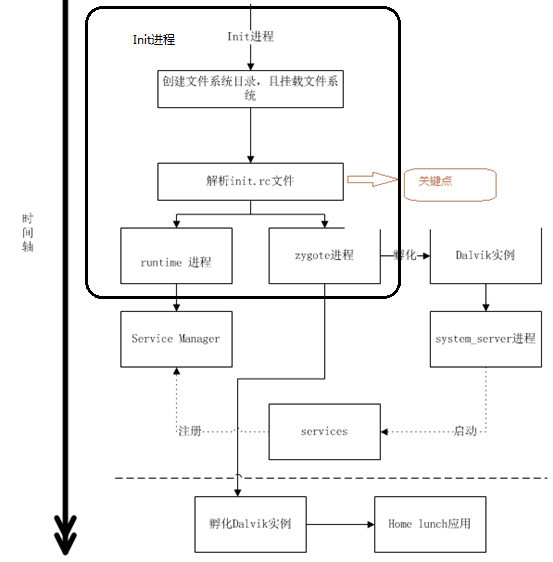 Init进程
Init进程
创建文件系统目录，且挂载文件系
统
解析init.rc文件
关键点
时
间
轴
runtime 进程
zygote进程
孵化
Dalvik实例
Service Manager
system_server进程
注册
services
启动
孵化Dalvik实例
Home lunch应用